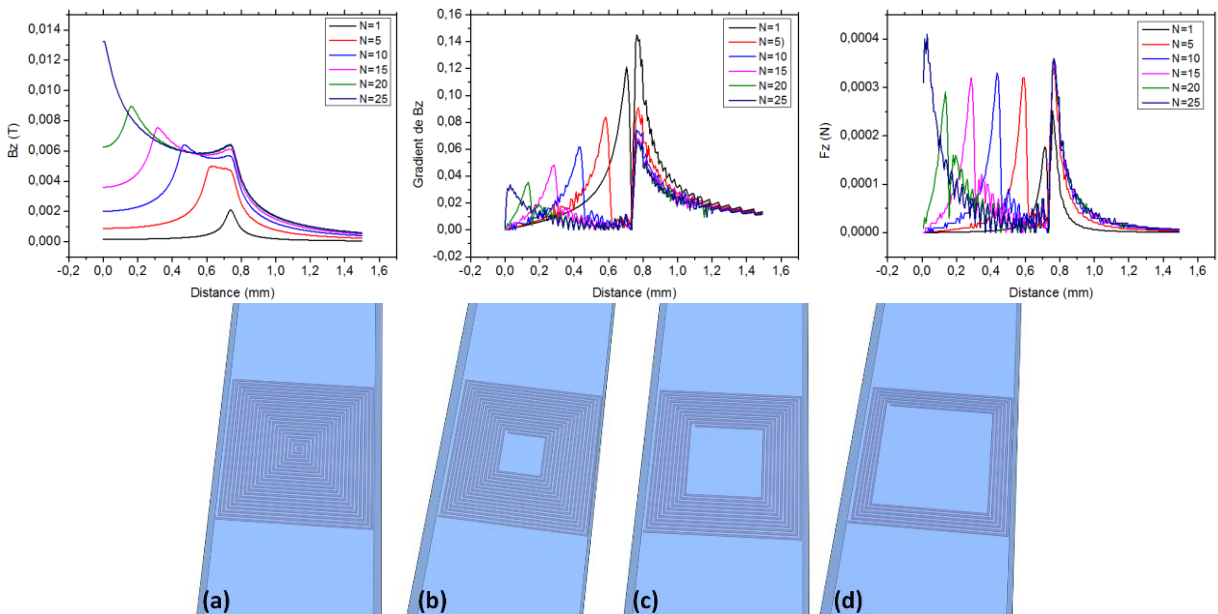 Bz (T)
0,014
0,012
0,010
0,008
0,006
0,004
0,002
0,000
-0,2 0,0 0,2 0,4 0,6 0,8 1,0 1,2 1,4 1,6
Distance (mm)
N=1
N=5
N=10
N=15
N=20
N=25
Gradient de Bz
0,16
0,14
0,12
0,10
0,08
0,06
0,04
0,02
0,00
-0,02
-0,2 0,0 0,2 0,4 0,6 0,8 1,0 1,2 1,4 1,6
Distance (mm)
N=1
N=5)
N=10
N=15
N=20
N=25
Fz (N)
0,0004
0,0003
0,0002
0,0001
0,0000
-0,2 0,0 0,2 0,4 0,6 0,8 1,0 1,2 1,4 1,6
Distance (mm)
N=1
N=5
N=10
N=15
N=20
N=25
(a) (b) (c) (d)